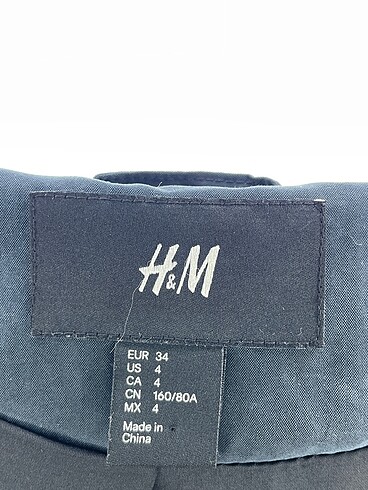 H&M
EUR 34
US 4
CA 4
CN 160/80A
MX 4
Made in
China